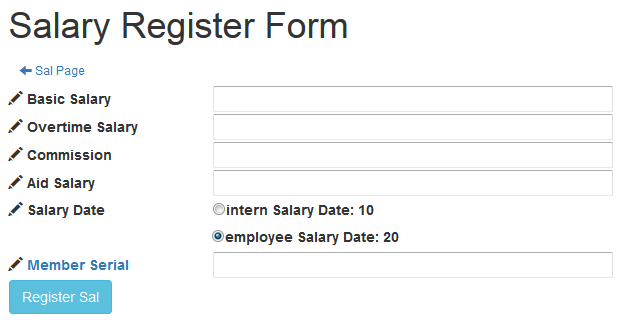 Salary Register Form
Sal Page
Basic Salary
Overtime Salary
Commission
Aid Salary
Salary Date intern Salary Date: 10
employee Salary Date: 20
Member Serial
Register Sal